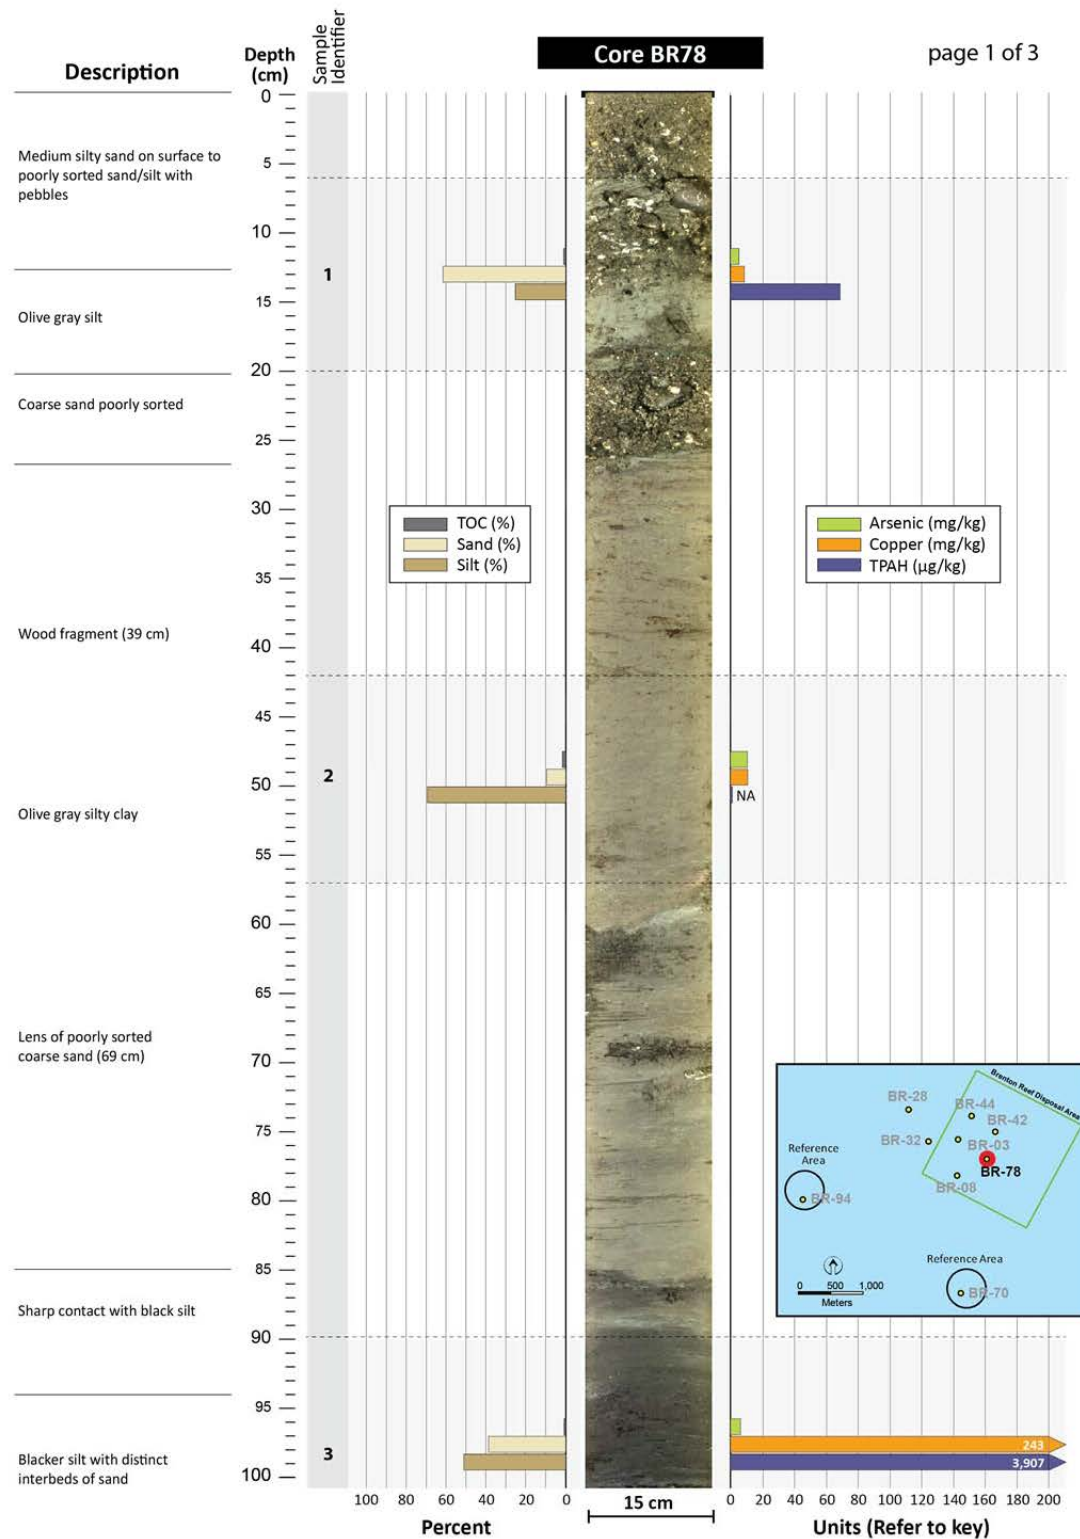 Core BR78
page 1 of 3
Description
Depth
(cm)
Sample
Identifier
0
Medium silty sand on surface to
poorly sorted sand/silt with
pebbles
5
10
1
15
Olive gray silt
20
Coarse sand poorly sorted
25
30
TOC (%)
Sand (%)
Silt (%)
Arsenic (mg/kg)
Copper (mg/kg)
TPAH (µg/kg)
35
Wood fragment (39 cm)
40
45
2
50
NA
Olive gray silty clay
55
60
65
Lens of poorly sorted
coarse sand (69 cm)
70
75
80
85
Sharp contact with black silt
90
95
243
3
3,907
Blacker silt with distinct
interbeds of sand
100
Brenton Reef Disposal Area
BR-28
BR-44
BR-42
BR-32
BR-03
Reference
Area
BR-78
BR-08
BR-94
Reference Area
0 500 1,000
Meters
BR-70
100 80 60 40 20 0
15 cm
0 20 40 60 80 100 120 140 160 180 200
Percent
Units (Refer to key)